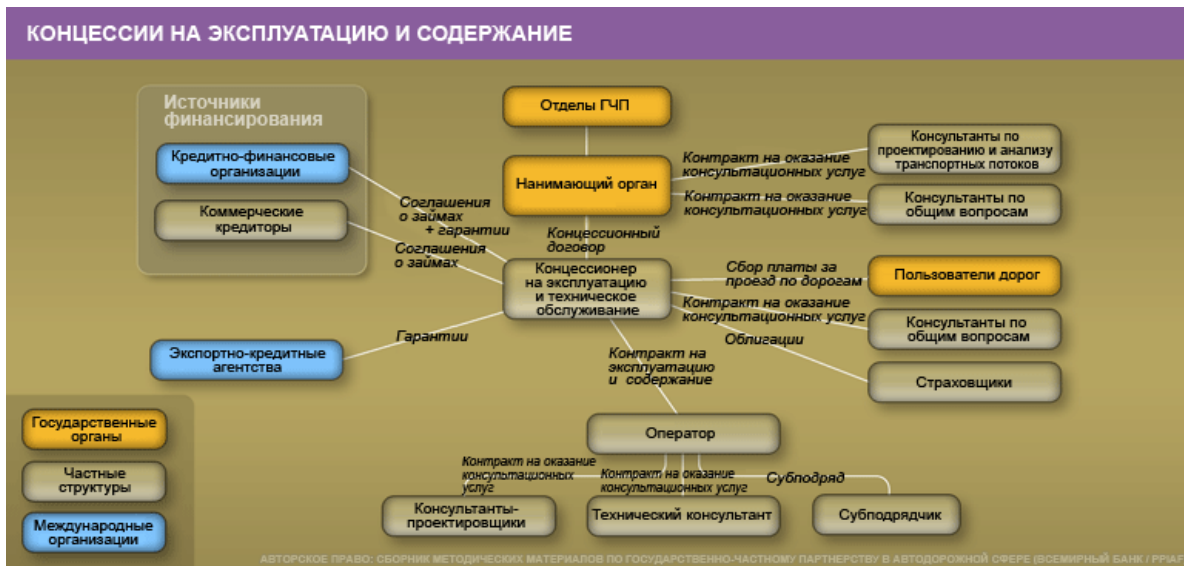 КОНЦЕССИИ НА ЭКСПЛУАТАЦИЮ И СОДЕРЖАНИЕ
Источники
финансирования
Кредитно-финансовые
организации
Коммерческие
кредиторы
Соглашения
о займах
+ гарантии
Соглашения
о займах
Экспортно-кредитные
агентства
Гарантии
Отделы ГЧП
Нанимающий орган
Концессионный
договор
Концессионер
на эксплуатацию
и техническое
обслуживание
Контракт на оказание
консультационных услуг
Консультанты по
проектированию и анализу
транспортных потоков
Контракт на оказание
консультационных услуг
Консультанты по
общим вопросам
Сбор платы за
проезд по дорогам
Пользователи дорог
Контракт на оказание
консультационных услуг
Консультанты по
общим вопросам
Облигации
Страховщики
Контракт на
эксплуатацию
и содержание
Оператор
Контракт на оказание
консультационных
услуг
Контракт на оказание
консультационных услуг
Субподряд
Консультанты-
проектировщики
Технический консультант
Субподрядчик
Государственные
органы
Частные
структуры
Международные
организации
АВТОРСКОЕ ПРАВО: СБОРНИК МЕТОДИЧЕСКИХ МАТЕРИАЛОВ ПО ГОСУДАРСТВЕННО-ЧАСТНОМУ ПАРТНЕРСТВУ В АВТОДОРОЖНОЙ СФЕРЕ (ВСЕМИРНЫЙ БАНК / PPIAF